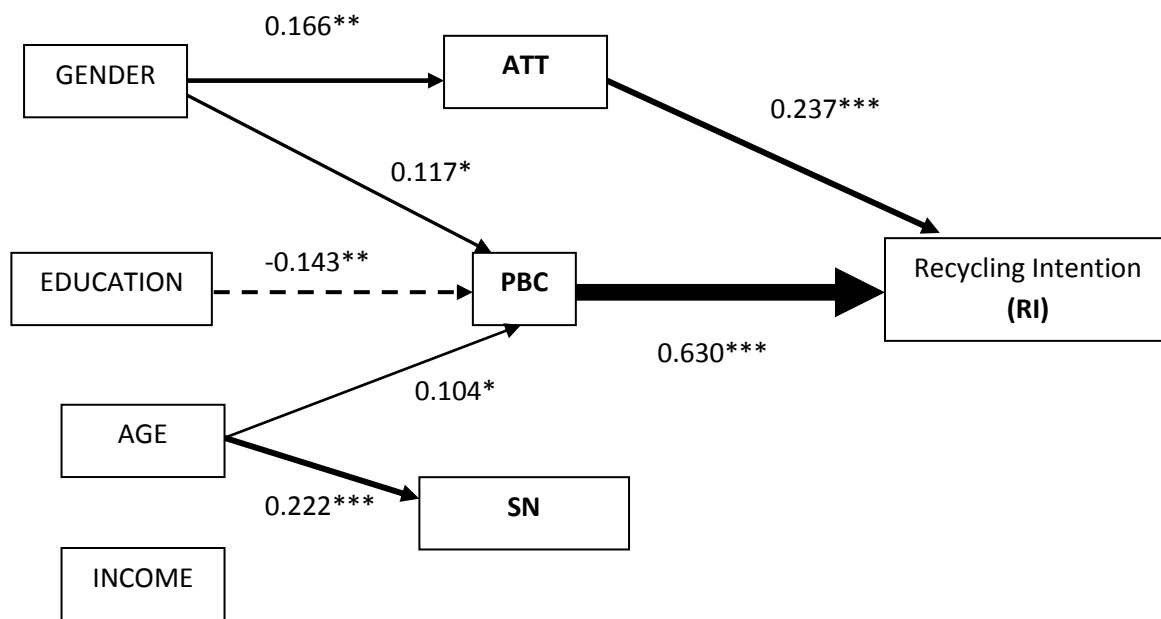 0.166**
GENDER
ATT
0.237***
0.117*
EDUCATION
-0.143**
PBC
Recycling Intention
(RI)
0.630***
0.104*
AGE
0.222***
SN
INCOME